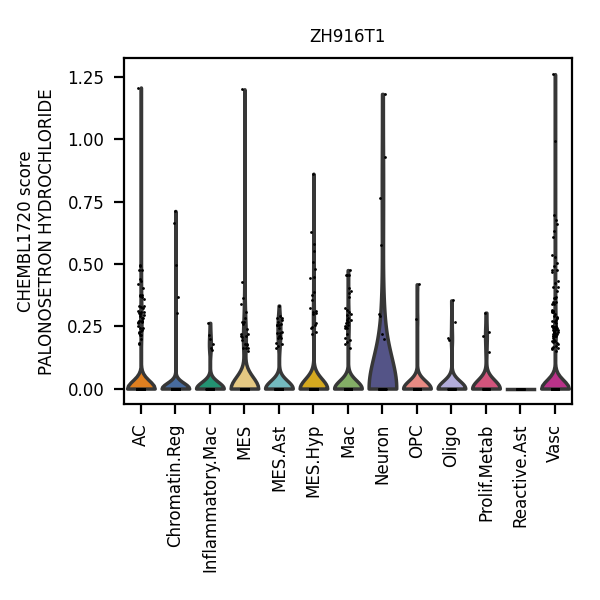 ZH916T1
CHEMBL1720 score
PALONOSETRON HYDROCHLORIDE
1.25
1.00
0.75
0.50
0.25
0.00
AC
Chromatin.Reg
Inflammatory.Mac
MES
MES.Ast
MES.Hyp
Mac
Neuron
OPC
Oligo
Prolif.Metab
Reactive.Ast
Vasc